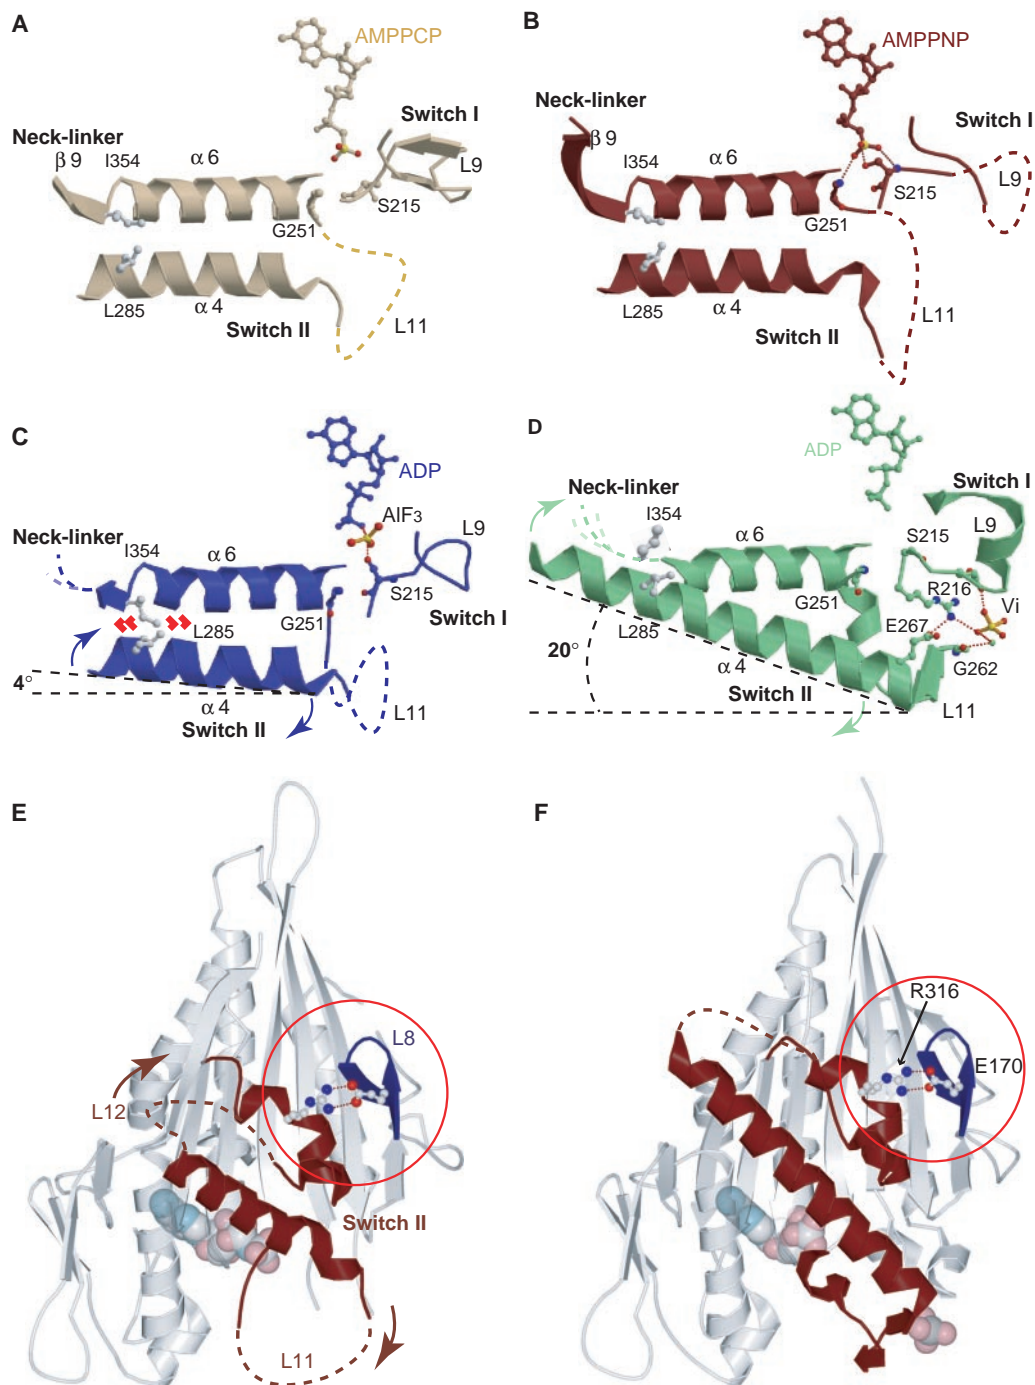 A
AMPPCP
Switch I
Neck-linker
β9
I354
α6
L9
S215
G251
L285
α4
Switch II
L11
B
AMPPNP
Neck-linker
Switch I
β9
I354
α6
L9
S215
G251
L285
α4
L11
Switch II
C
ADP
AlF3
Neck-linker
I354
α6
L9
S215
L285
G251
Switch I
4°
α4
Switch II
L11
D
ADP
Switch I
Neck-linker
I354
L9
α6
S215
R216
Vi
G251
E267
L285
20°
α4
G262
Switch II
L11
E
L8
L12
Switch II
L11
F
R316
E170